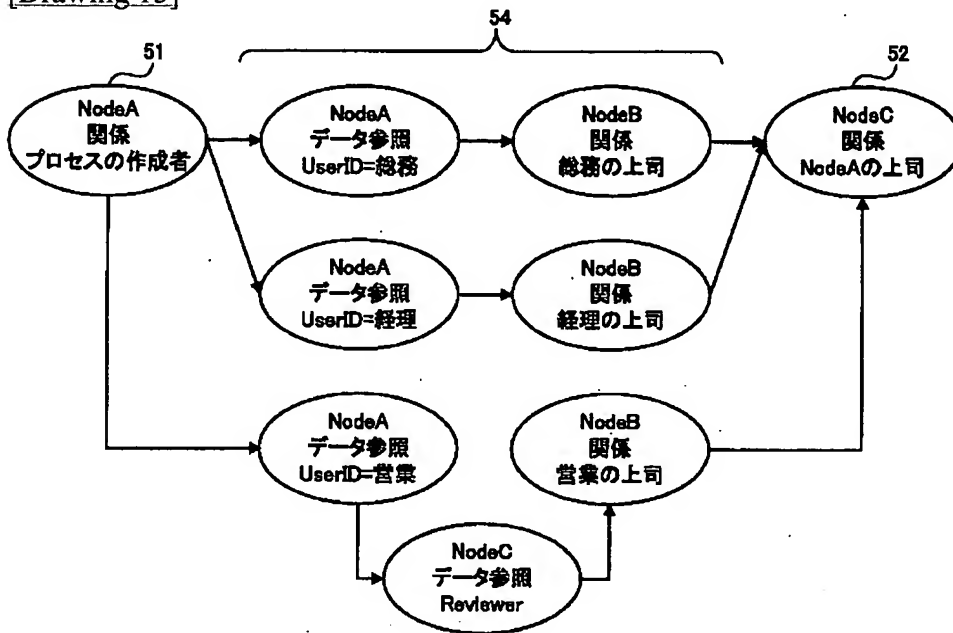 [Drawing 13]
54
51
52
NodeA
関係
プロセスの作成者
NodeA
データ参照
UserID=総務
NodeB
関係
総務の上司
NodeC
関係
NodeAの上司
NodeA
データ参照
UserID=経理
NodeB
関係
経理の上司
NodeA
データ参照
UserID=営業
NodeB
関係
営業の上司
NodeC
データ参照
Reviewer